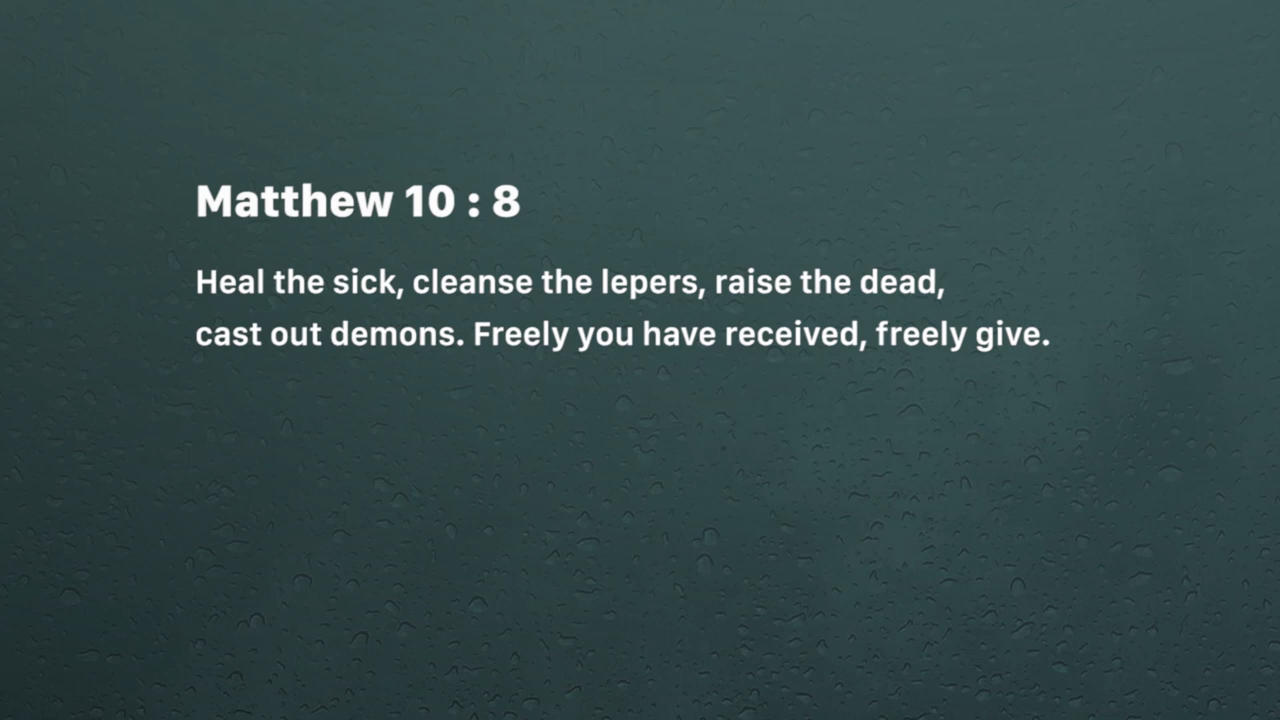 Matthew 10 : 8
Heal the sick, cleanse the lepers, raise the dead,
cast out demons. Freely you have received, freely give.